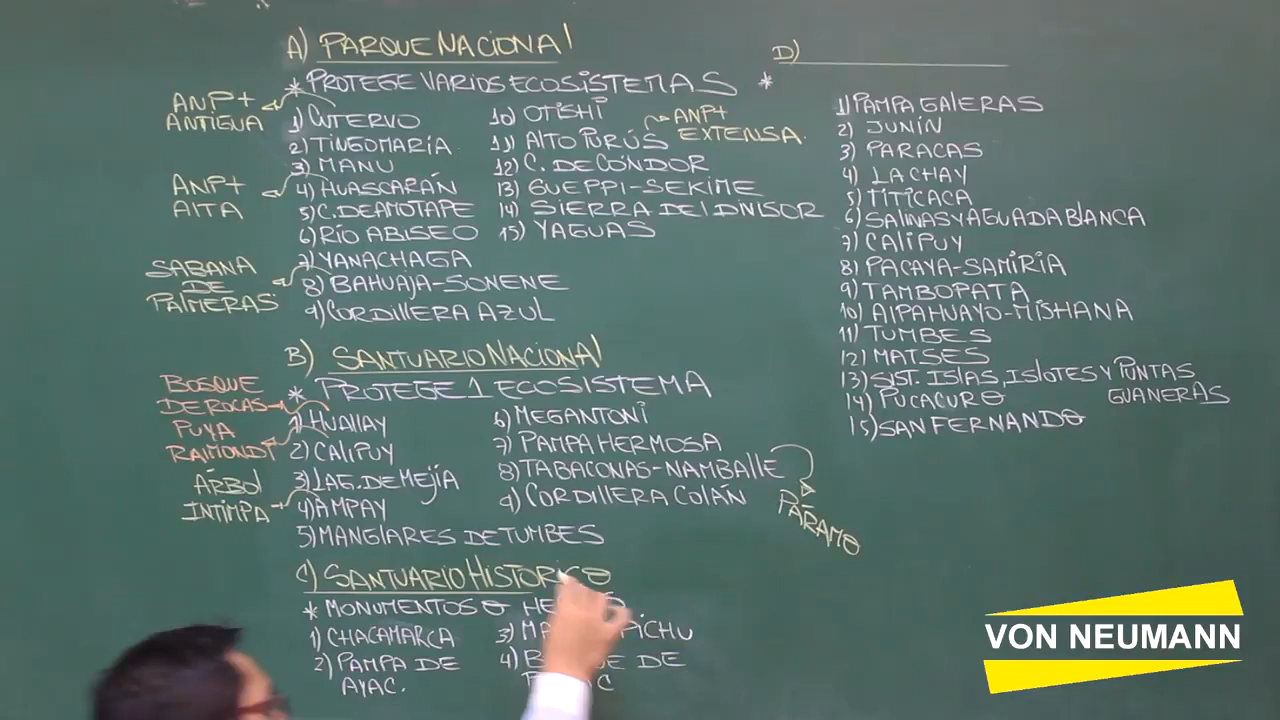 A) PARQUE NACIONAL
* PROTEGE VARIOS ECOSISTEMAS
ANP+
ANTIGUA
1) CUTERVO
2) TINGOMARÍA
3) MANU
ANP+
ALTA
4) HUASCARÁN
5) C. DE AMOTAPE
6) RÍO ABISEO
7) YANACHAGA
SABANA
DE
PALMERAS
8) BAHUAJA-SONENE
9) CORDILLERA AZUL
10) OTISHI
11) ALTO PURÚS
ANP+
EXTENSA
12) C. DE CÓNDOR
13) GUEPPI-SEKIME
14) SIERRA DEL DIVISOR
15) YAGUAS
B) SANTUARIO NACIONAL
* PROTEGE 1 ECOSISTEMA
BOSQUE
DE ROCAS
PUYA
RAIMONDI
ÁRBOL
INTIMPA
1) HUALLAY
2) CALIPUY
3) LAG. DE MEJÍA
4) AMPAY
5) MANGLARES DE TUMBES
6) MEGANTONI
7) PAMPA HERMOSA
8) TABACONAS-NAMBALLE
9) CORDILLERA COLÁN
PÁRAMO
C) SANTUARIO HISTORICO
* MONUMENTOS O
1) CHACAMARCA
2) PAMPA DE
AYAC.
3)
4) DE
D)
*
1) PAMPA GALERAS
2) JUNÍN
3) PARACAS
4) LACHAY
5) TITICACA
6) SALINAS Y AGUADA BLANCA
7) CALIPUY
8) PACAYA-SAMIRIA
9) TAMBOPATA
10) ALPAHUAYO-MISHANA
11) TUMBES
12) MATSES
13) SIST. ISLAS, ISLOTES Y PUNTAS
GUANERAS
14) PUCACURO
15) SAN FERNANDO
VON NEUMANN